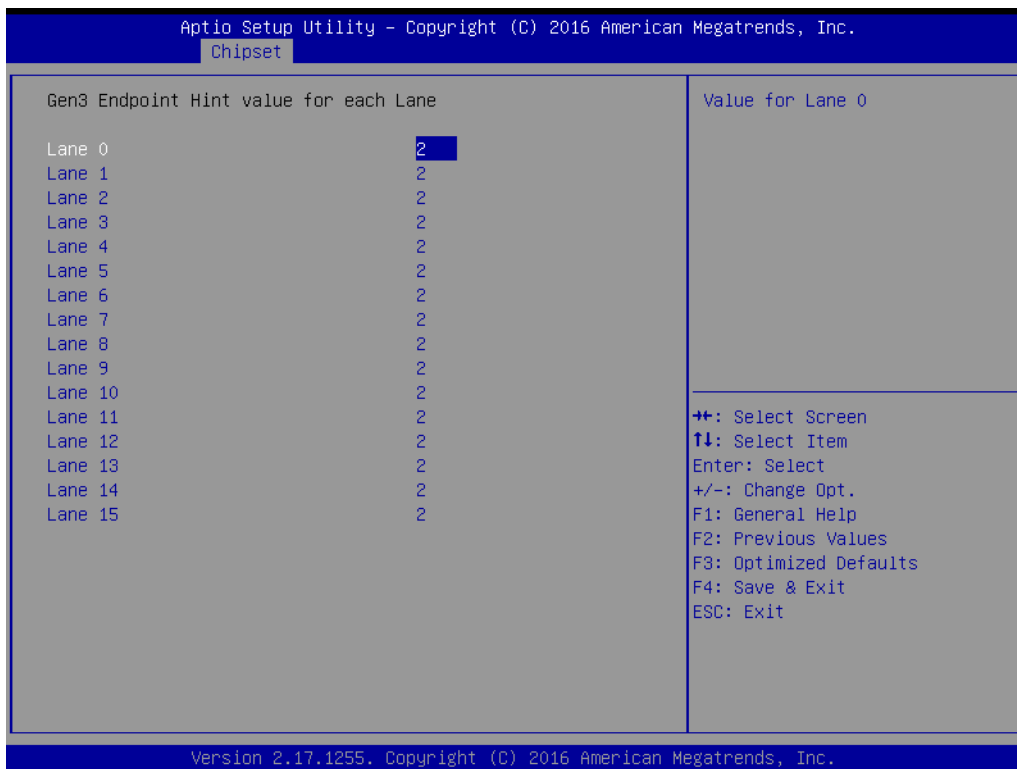 Aptio Setup Utility – Copyright (C) 2016 American Megatrends, Inc.
Chipset
Gen3 Endpoint Hint value for each Lane
Lane 0 2
Lane 1 2
Lane 2 2
Lane 3 2
Lane 4 2
Lane 5 2
Lane 6 2
Lane 7 2
Lane 8 2
Lane 9 2
Lane 10 2
Lane 11 2
Lane 12 2
Lane 13 2
Lane 14 2
Lane 15 2
Value for Lane 0
→←: Select Screen
↑↓: Select Item
Enter: Select
+/-: Change Opt.
F1: General Help
F2: Previous Values
F3: Optimized Defaults
F4: Save & Exit
ESC: Exit
Version 2.17.1255. Copyright (C) 2016 American Megatrends, Inc.